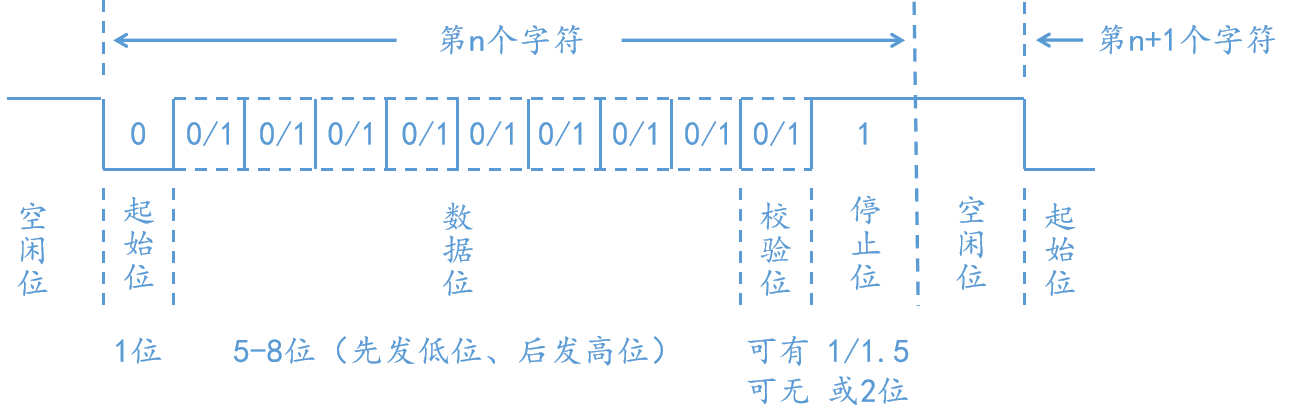 第n个字符
第n+1个字符
0 0/1 0/1 0/1 0/1 0/1 0/1 0/1 0/1 0/1 1
空闲位
起始位
数据位
校验位
停止位
空闲位
起始位
1位
5-8位（先发低位、后发高位）
可有
可无
1/1.5
或2位